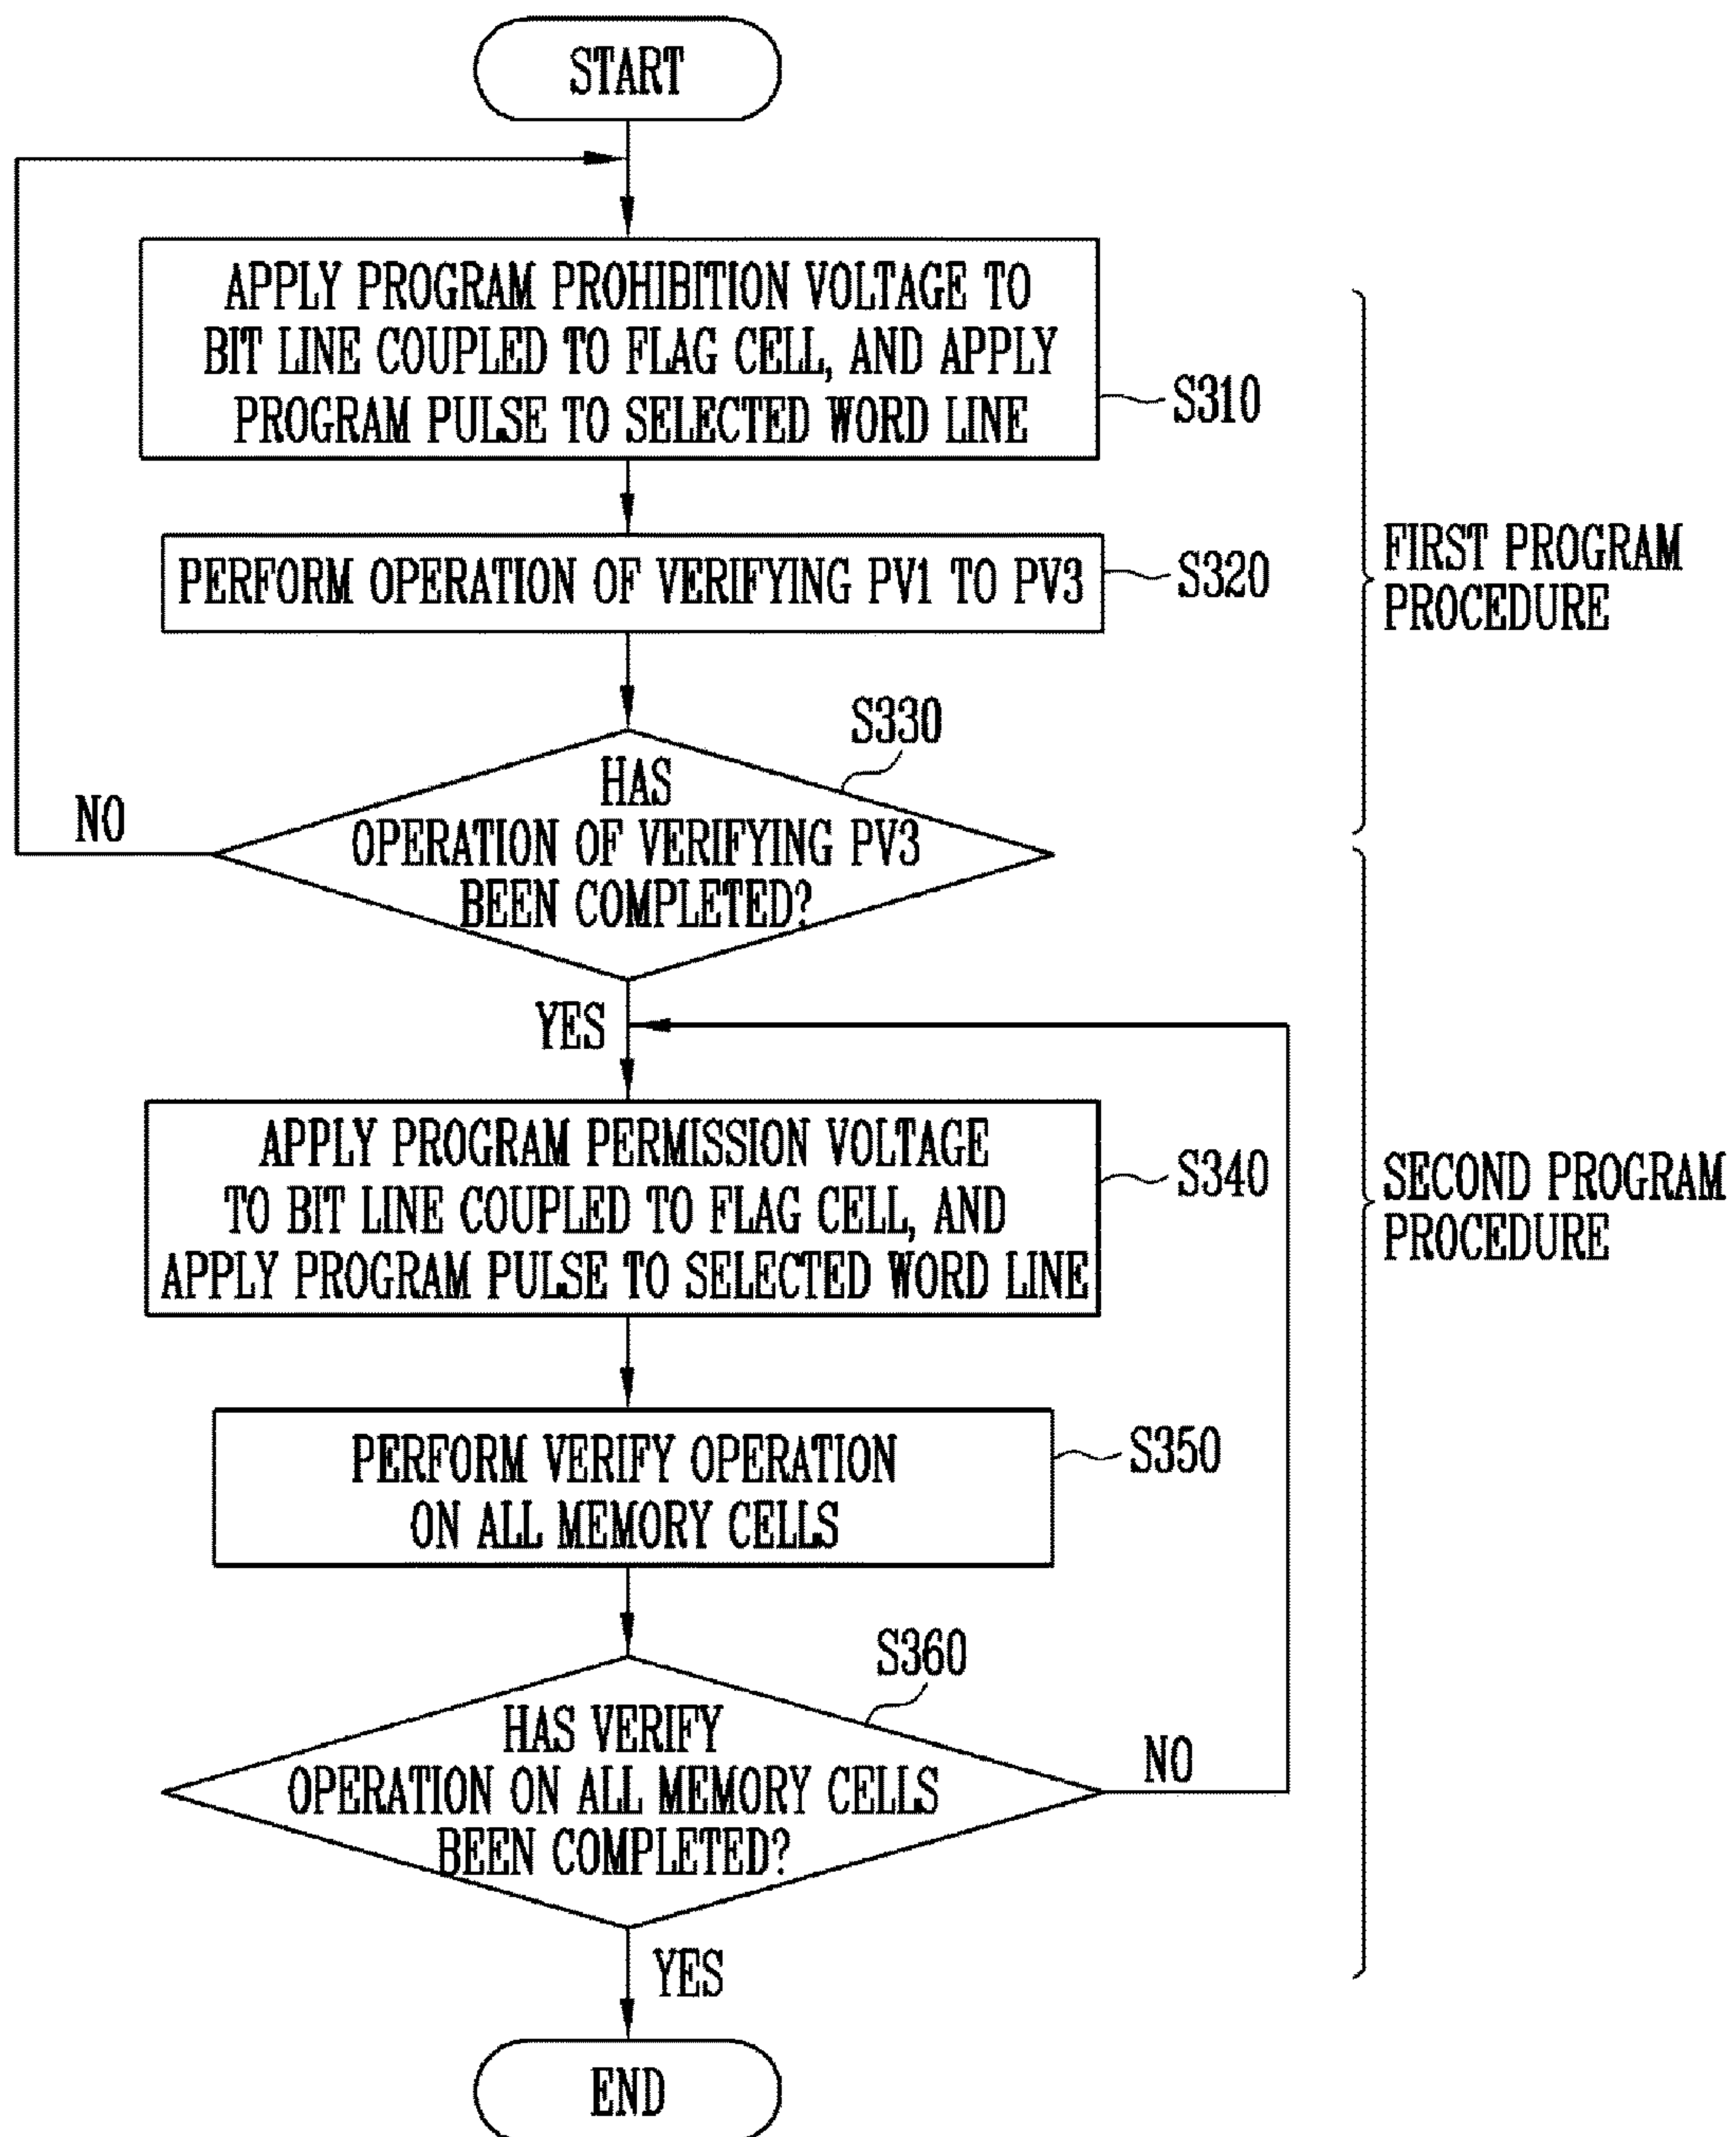 START
APPLY PROGRAM PROHIBITION VOLTAGE TO
BIT LINE COUPLED TO FLAG CELL, AND APPLY
PROGRAM PULSE TO SELECTED WORD LINE
S310
PERFORM OPERATION OF VERIFYING PV1 TO PV3
S320
FIRST PROGRAM
PROCEDURE
S330
HAS
OPERATION OF VERIFYING PV3
BEEN COMPLETED?
NO
YES
APPLY PROGRAM PERMISSION VOLTAGE
TO BIT LINE COUPLED TO FLAG CELL, AND
APPLY PROGRAM PULSE TO SELECTED WORD LINE
S340
SECOND PROGRAM
PROCEDURE
PERFORM VERIFY OPERATION
ON ALL MEMORY CELLS
S350
S360
HAS VERIFY
OPERATION ON ALL MEMORY CELLS
BEEN COMPLETED?
NO
YES
END